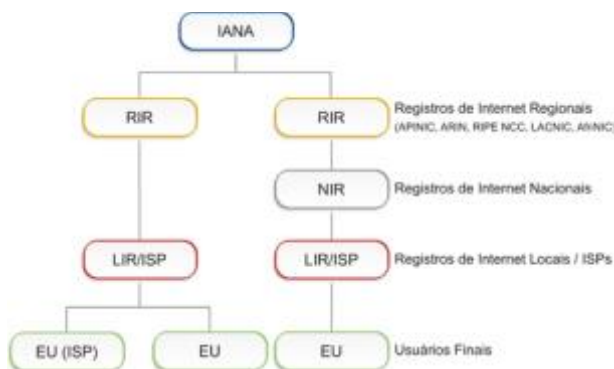 IANA
RIR
RIR
Registros de Internet Regionais
(APNIC, ARIN, RIPE NCC, LACNIC, AfriNIC)
NIR
Registros de Internet Nacionais
LIR/ISP
LIR/ISP
Registros de Internet Locais / ISPs
EU (ISP)
EU
EU
Usuários Finais